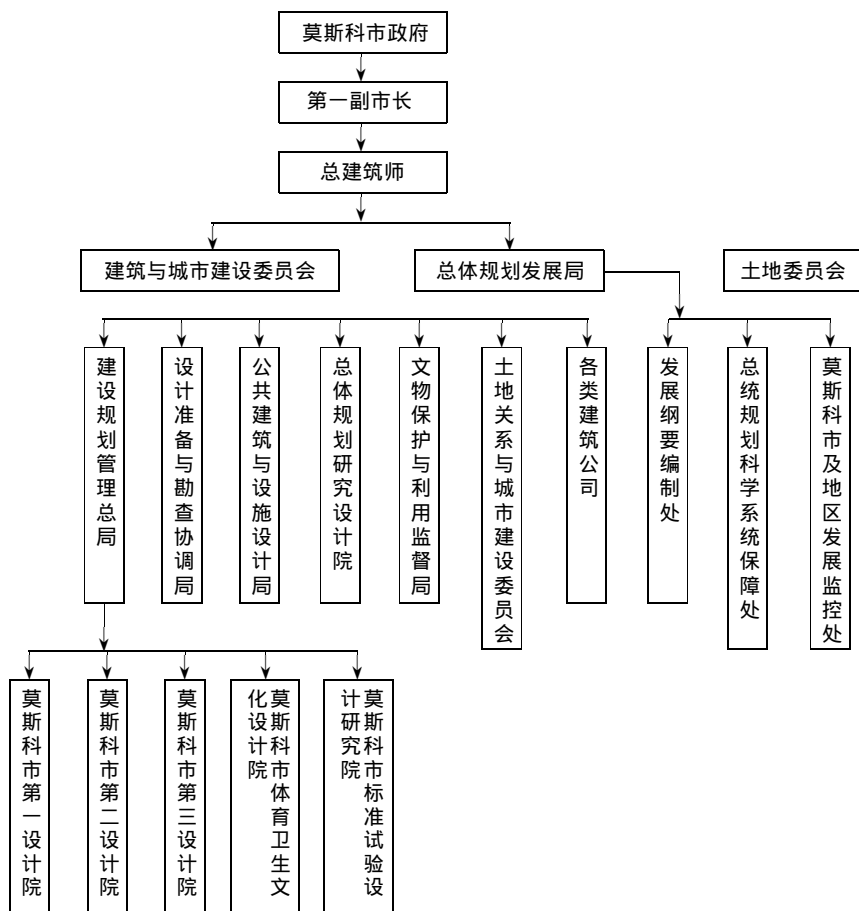 莫斯科市政府
第一副市长
总建筑师
建筑与城市建设委员会
总体规划发展局
土地委员会
建设规划管理总局
设计准备与勘查协调局
公共建筑与设施设计局
总体规划研究设计院
文物保护与利用监督局
土地关系与城市建设委员会
各类建筑公司
发展纲要编制处
总统规划科学系统保障处
莫斯科市及地区发展监控处
莫斯科市第一设计院
莫斯科市第二设计院
莫斯科市第三设计院
莫斯科市体育卫生文
化设计院
莫斯科市标准试验设
计研究院